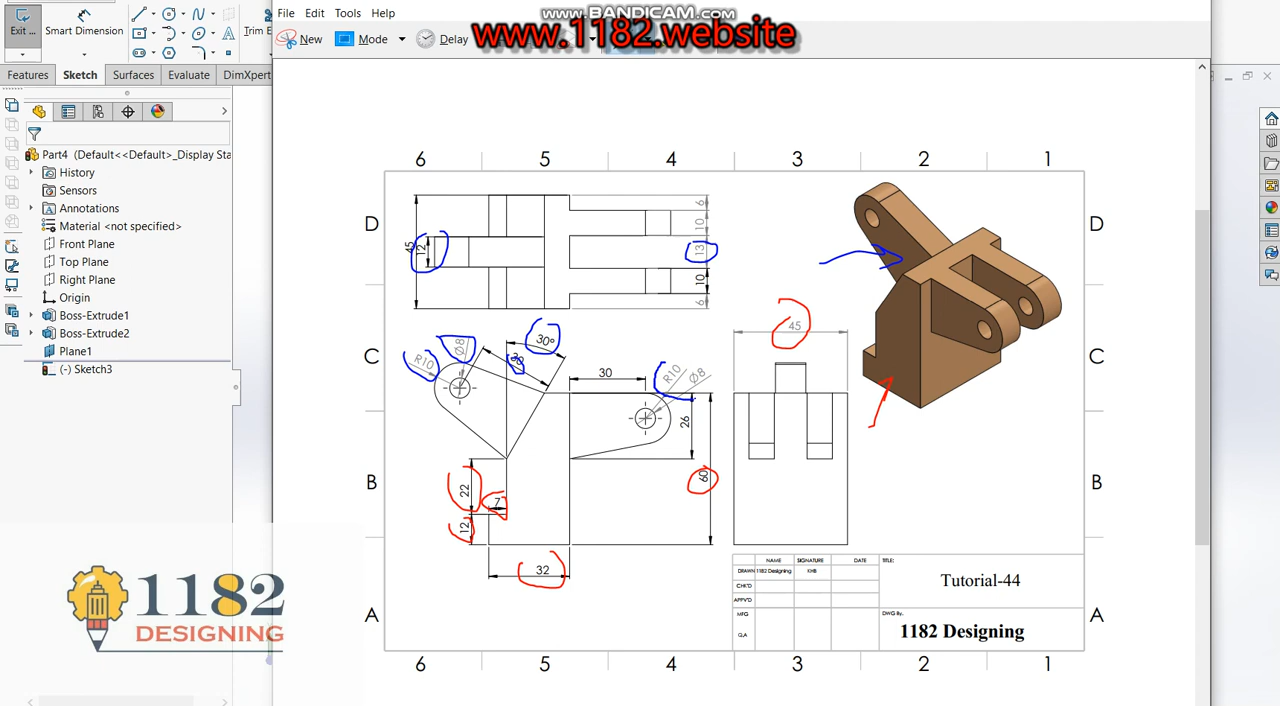 www.BANDICAM.com
www.1182.website
Exit ...
Smart Dimension
Trim E
File Edit Tools Help
New Mode Delay
Features Sketch Surfaces Evaluate DimXpert
Part4 (Default<<Default>_Display Sta
History
Sensors
Annotations
Material <not specified>
Front Plane
Top Plane
Right Plane
Origin
Boss-Extrude1
Boss-Extrude2
Plane1
(-) Sketch3
6 5 4 3 2 1
D D
C C
B B
A A
45 12
6 10 13 10 6
R10 Ø8 30°
30
R10 Ø8
26
60
22 7
12
32
45
NAME SIGNATURE DATE TITLE:
DRAWN 1182 Designing KHB
CHK'D
APPV'D
MFG
Q.A
Tutorial-44
DWG By.
1182 Designing
6 5 4 3 2 1
1182
DESIGNING